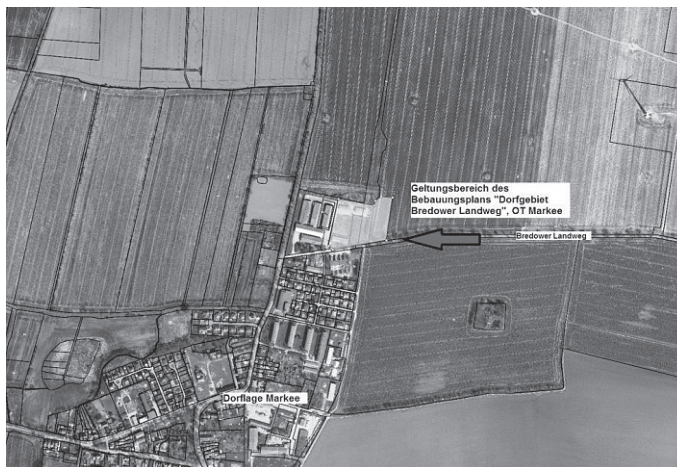 Geltungsbereich des
Bebauungsplans "Dorfgebiet
Bredower Landweg", OT Markee
Bredower Landweg
Dorflage Markee